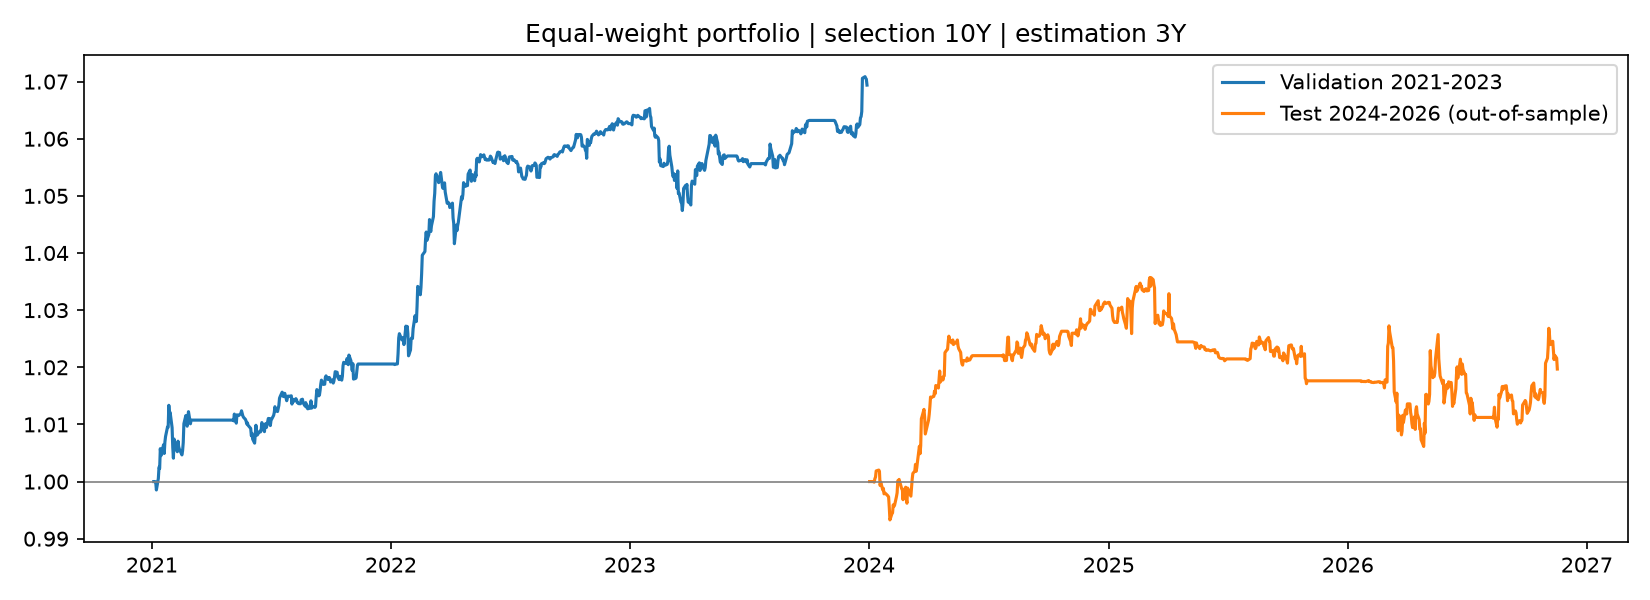 Equal-weight portfolio | selection 10Y | estimation 3Y
Validation 2021-2023
Test 2024-2026 (out-of-sample)
1.07
1.06
1.05
1.04
1.03
1.02
1.01
1.00
0.99
2021 2022 2023 2024 2025 2026 2027